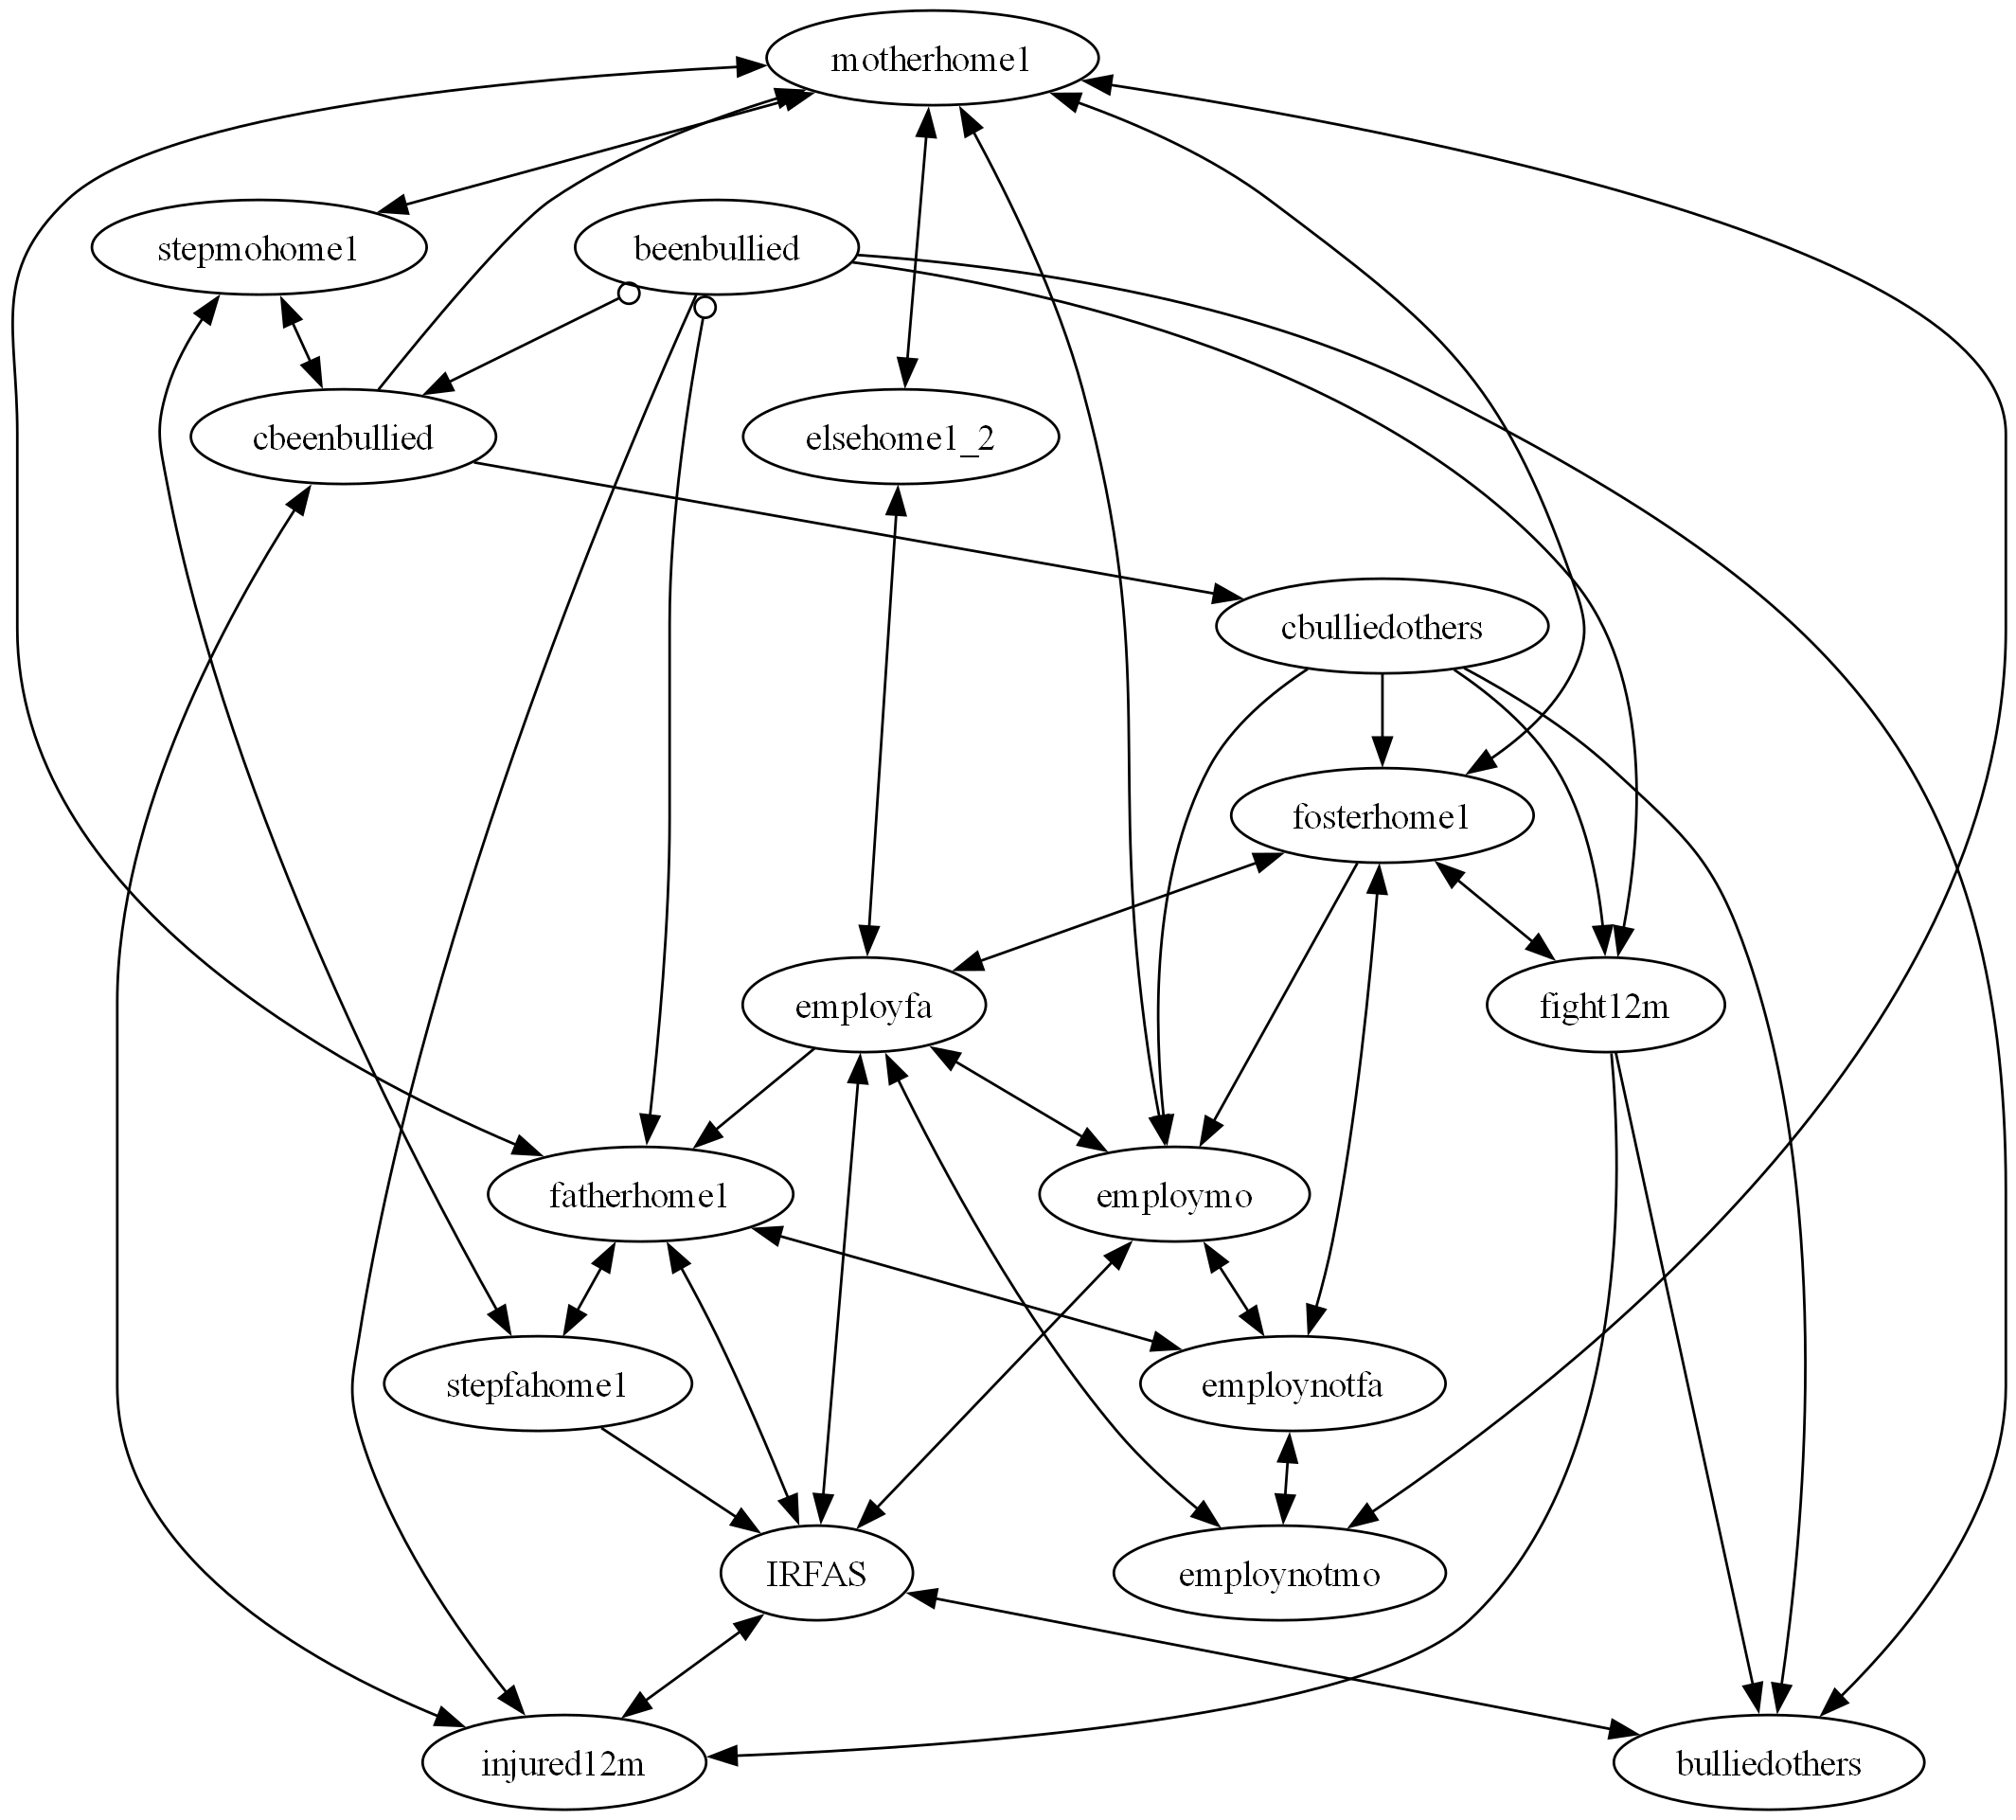 motherhome1
stepmohome1
beenbullied
cbeenbullied
elsehome1_2
cbulliedothers
fosterhome1
employfa
fight12m
fatherhome1
employmo
stepfahome1
employnotfa
IRFAS
employnotmo
injured12m
bulliedothers